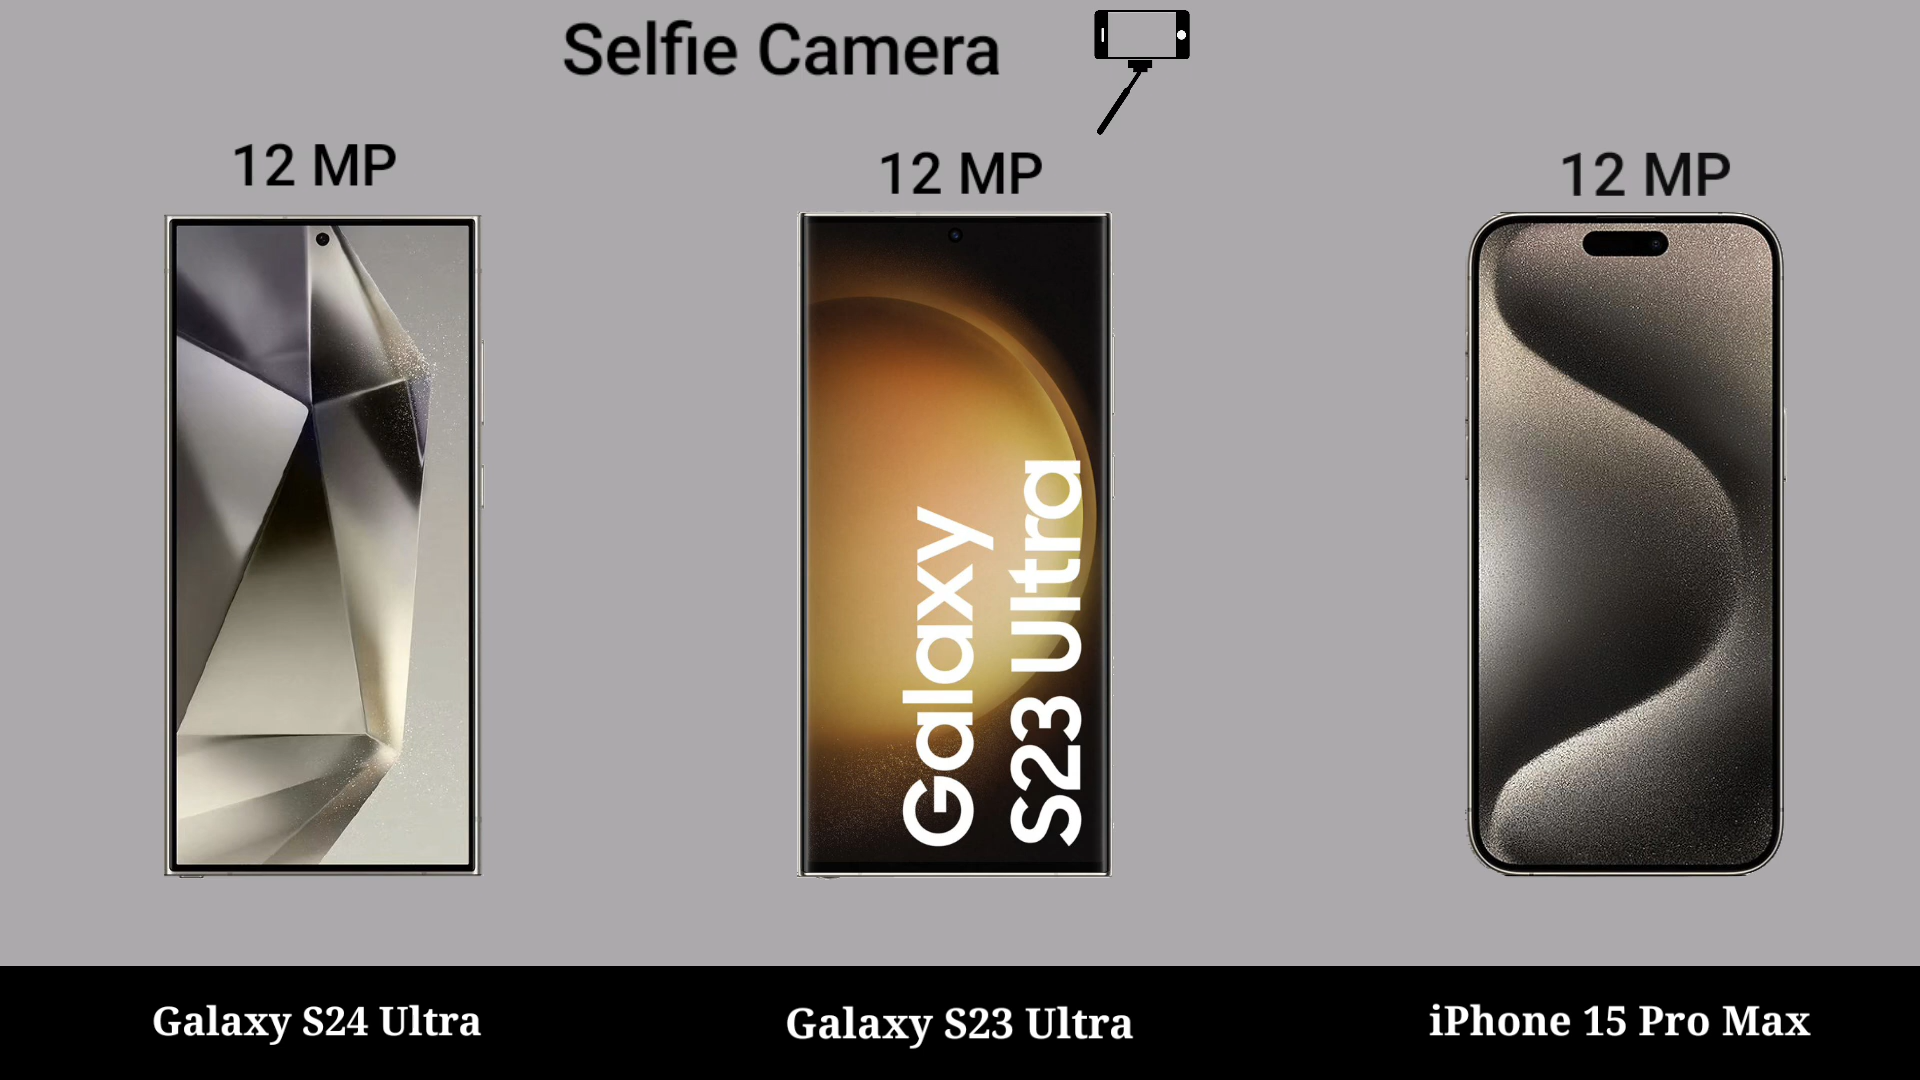 Selfie Camera
12 MP
12 MP
12 MP
Galaxy
S23 Ultra
Galaxy S24 Ultra
Galaxy S23 Ultra
iPhone 15 Pro Max